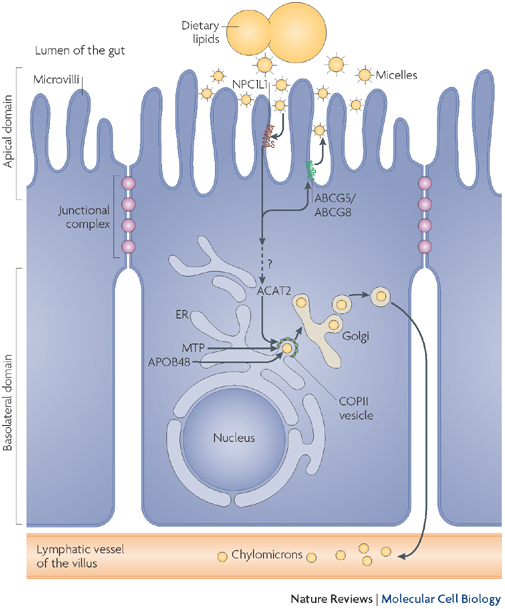 Dietary
lipids
Lumen of the gut
Microvilli
NPC1L1
Micelles
Apical domain
Junctional
complex
ABCG5/
ABCG8
?
ACAT2
ER
Golgi
MTP
APOB48
COPII
vesicle
Basolateral domain
Nucleus
Lymphatic vessel
of the villus
Chylomicrons
Nature Reviews | Molecular Cell Biology